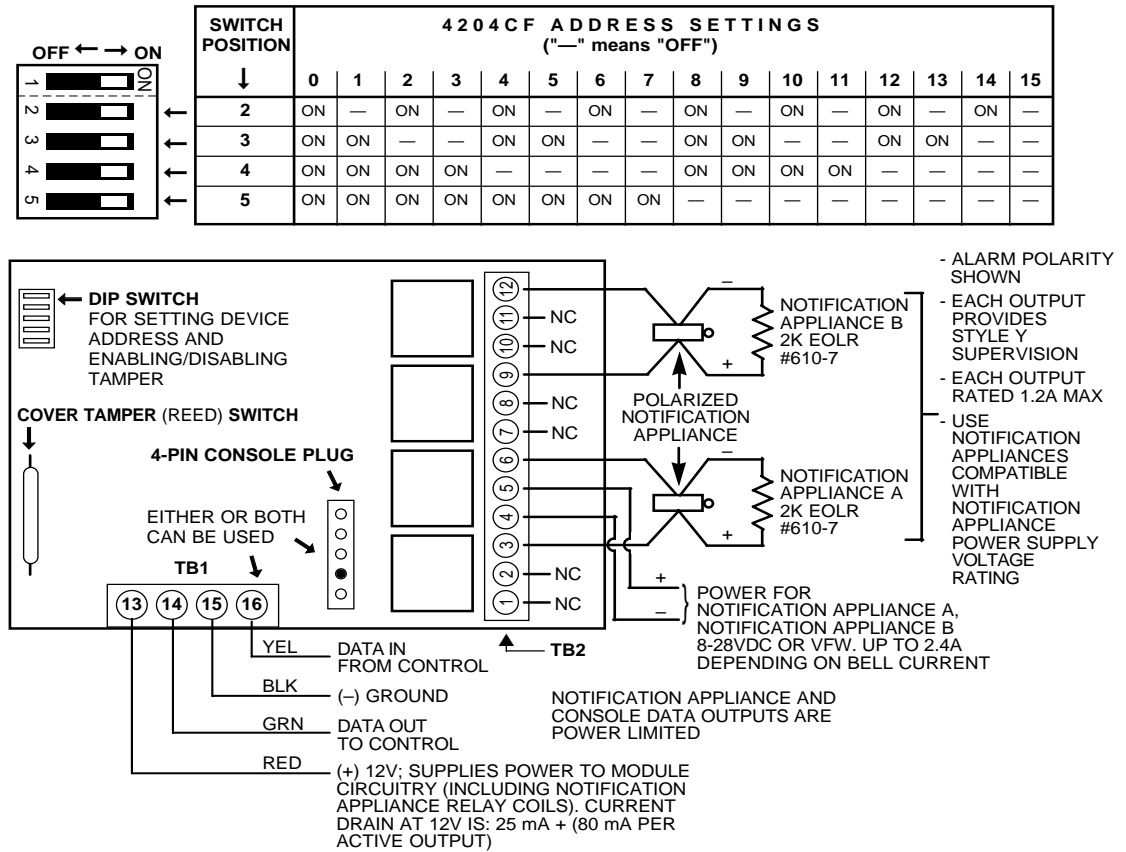 OFF ← → ON
ON
1
2
3
4
5
SWITCH POSITION ↓
4204CF ADDRESS SETTINGS
("—" means "OFF")
0 1 2 3 4 5 6 7 8 9 10 11 12 13 14 15
2 ON — ON — ON — ON — ON — ON — ON — ON —
3 ON ON — — ON ON — — ON ON — — ON ON — —
4 ON ON ON ON — — — — ON ON ON ON — — — —
5 ON ON ON ON ON ON ON ON — — — — — — — —
DIP SWITCH
FOR SETTING DEVICE
ADDRESS AND
ENABLING/DISABLING
TAMPER
COVER TAMPER (REED) SWITCH
4-PIN CONSOLE PLUG
EITHER OR BOTH
CAN BE USED
TB1
13 14 15 16
12
11 NC
10 NC
9
8 NC
7 NC
6
5
4
3
2 NC
1 NC
TB2
–
+
NOTIFICATION
APPLIANCE B
2K EOLR
#610-7
POLARIZED
NOTIFICATION
APPLIANCE
–
+
NOTIFICATION
APPLIANCE A
2K EOLR
#610-7
- ALARM POLARITY
SHOWN
- EACH OUTPUT
PROVIDES
STYLE Y
SUPERVISION
- EACH OUTPUT
RATED 1.2A MAX
- USE
NOTIFICATION
APPLIANCES
COMPATIBLE
WITH
NOTIFICATION
APPLIANCE
POWER SUPPLY
VOLTAGE
RATING
+
–
POWER FOR
NOTIFICATION APPLIANCE A,
NOTIFICATION APPLIANCE B
8-28VDC OR VFW. UP TO 2.4A
DEPENDING ON BELL CURRENT
NOTIFICATION APPLIANCE AND
CONSOLE DATA OUTPUTS ARE
POWER LIMITED
YEL DATA IN
FROM CONTROL
BLK (–) GROUND
GRN DATA OUT
TO CONTROL
RED (+) 12V; SUPPLIES POWER TO MODULE
CIRCUITRY (INCLUDING NOTIFICATION
APPLIANCE RELAY COILS). CURRENT
DRAIN AT 12V IS: 25 mA + (80 mA PER
ACTIVE OUTPUT)